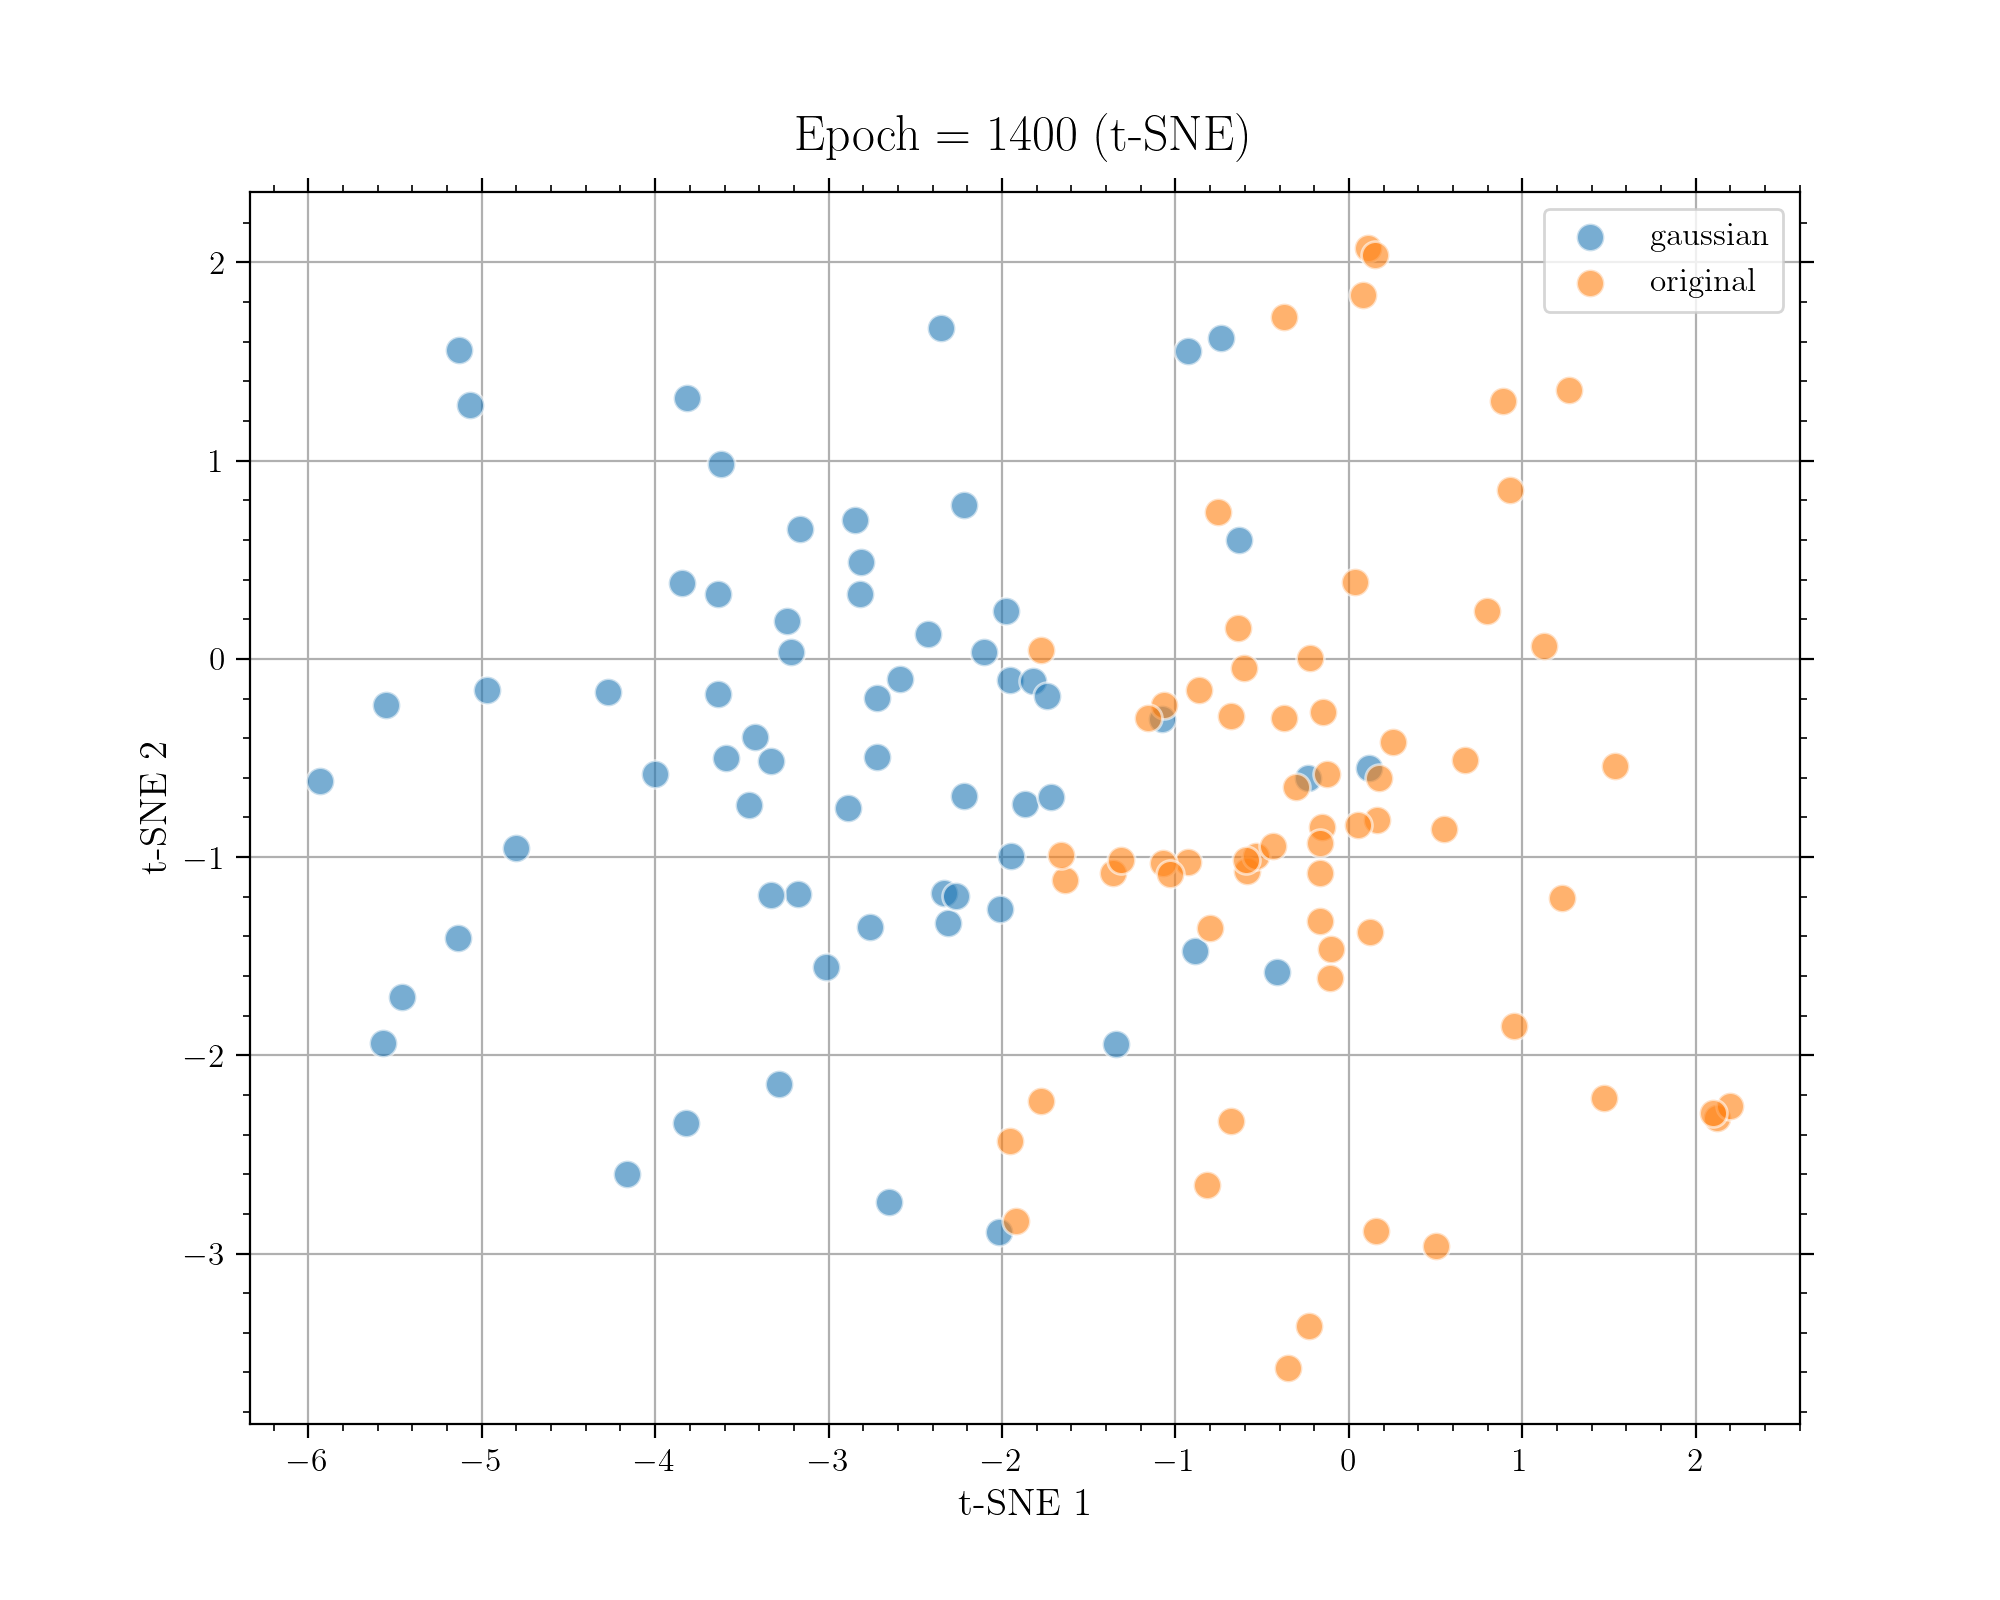 Epoch = 1400 (t-SNE)
gaussian
original
2
1
0
−1
−2
−3
t-SNE 2
−6 −5 −4 −3 −2 −1 0 1 2
t-SNE 1